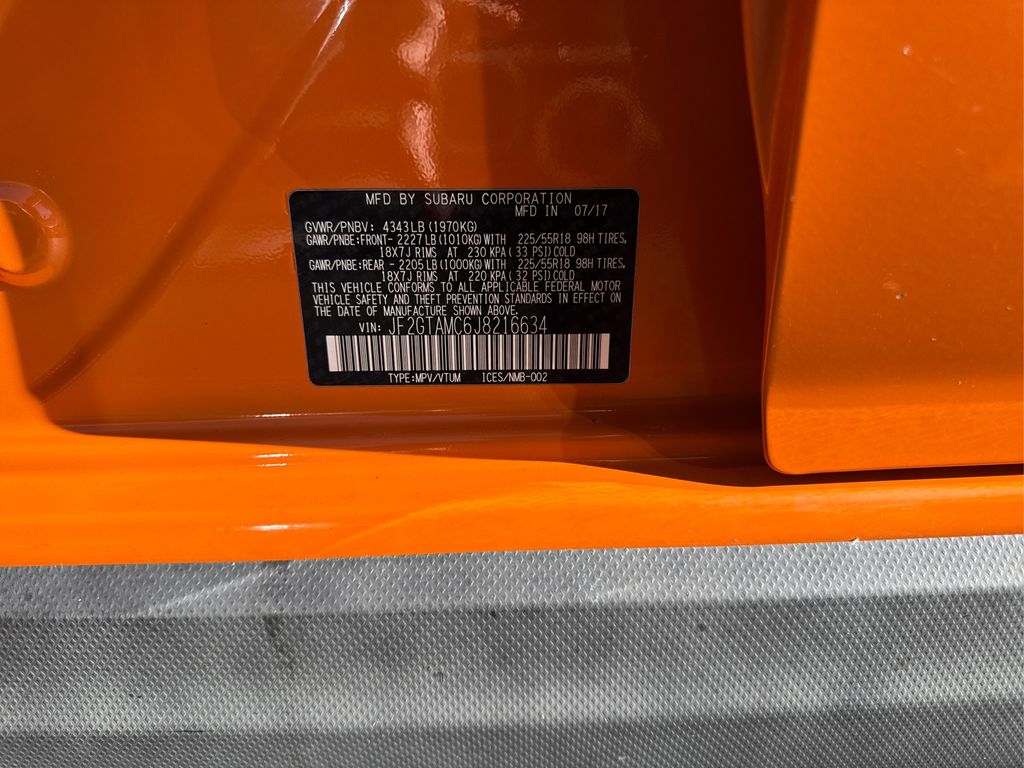 MFD BY SUBARU CORPORATION
MFD IN 07/17
GVWR/PNBV: 4343LB(1970KG)
GAWR/PNBE:FRONT- 2227LB(1010KG)WITH 225/55R18 98H TIRES,
18X7J RIMS AT 230 KPA(33 PSI)COLD
GAWR/PNBE:REAR - 2205LB(1000KG)WITH 225/55R18 98H TIRES,
18X7J RIMS AT 220 KPA(32 PSI)COLD
THIS VEHICLE CONFORMS TO ALL APPLICABLE FEDERAL MOTOR
VEHICLE SAFETY AND THEFT PREVENTION STANDARDS IN EFFECT ON
THE DATE OF MANUFACTURE SHOWN ABOVE.
VIN: JF2GTAMC6J8216634
TYPE:MPV/VTUM ICES/NMB-002